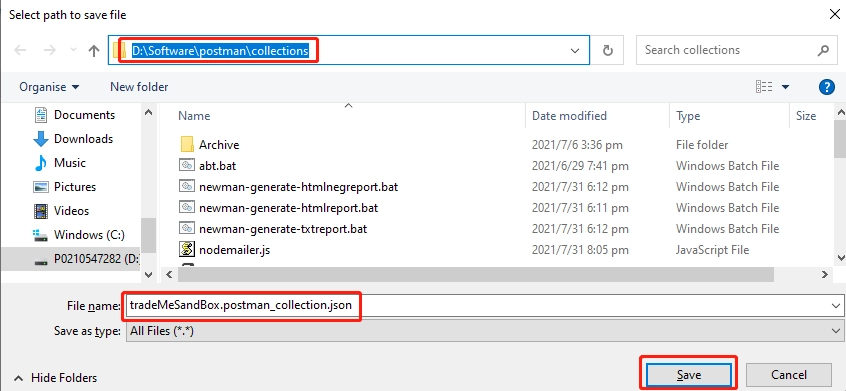 Select path to save file
D:\Software\postman\collections
Search collections
Organise
New folder
Documents
Downloads
Music
Pictures
Videos
Windows (C:)
P0210547282 (D:
Name Date modified Type Size
Archive 2021/7/6 3:36 pm File folder
abt.bat 2021/6/29 7:41 pm Windows Batch File
newman-generate-htmlnegreport.bat 2021/7/31 6:12 pm Windows Batch File
newman-generate-htmlreport.bat 2021/7/31 6:11 pm Windows Batch File
newman-generate-txtreport.bat 2021/7/31 6:12 pm Windows Batch File
nodemailer.js 2021/7/31 8:05 pm JavaScript File
File name: tradeMeSandBox.postman_collection.json
Save as type: All Files (*.*)
Hide Folders
Save
Cancel